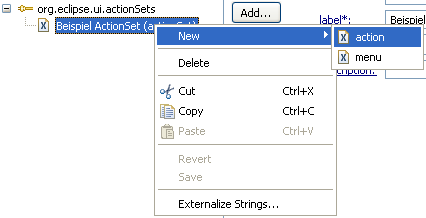 org.eclipse.ui.actionSets
Beispiel ActionSet (a
Add...
label*:
Beispiel
New
action
menu
Delete
Cut Ctrl+X
Copy Ctrl+C
Paste Ctrl+V
Revert
Save
Externalize Strings...